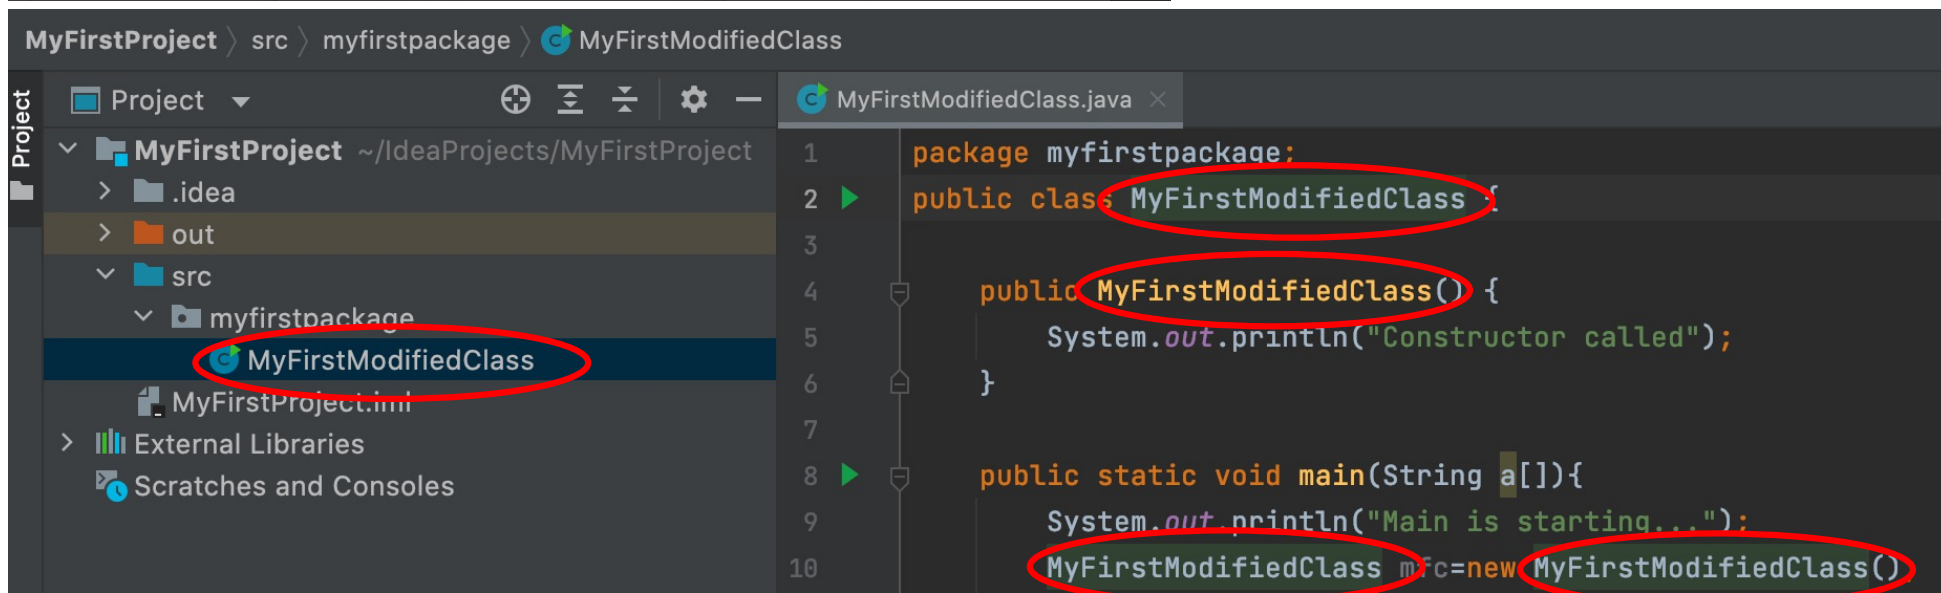 MyFirstProject 〉 src 〉 myfirstpackage 〉 MyFirstModifiedClass
Project
Project
MyFirstProject ~/IdeaProjects/MyFirstProject
.idea
out
src
myfirstpackage
MyFirstModifiedClass
MyFirstProject.iml
External Libraries
Scratches and Consoles
MyFirstModifiedClass.java
1 package myfirstpackage;
2 public class MyFirstModifiedClass {
3
4 public MyFirstModifiedClass() {
5 System.out.println("Constructor called");
6 }
7
8 public static void main(String a[]){
9 System.out.println("Main is starting...");
10 MyFirstModifiedClass mfc=new MyFirstModifiedClass();